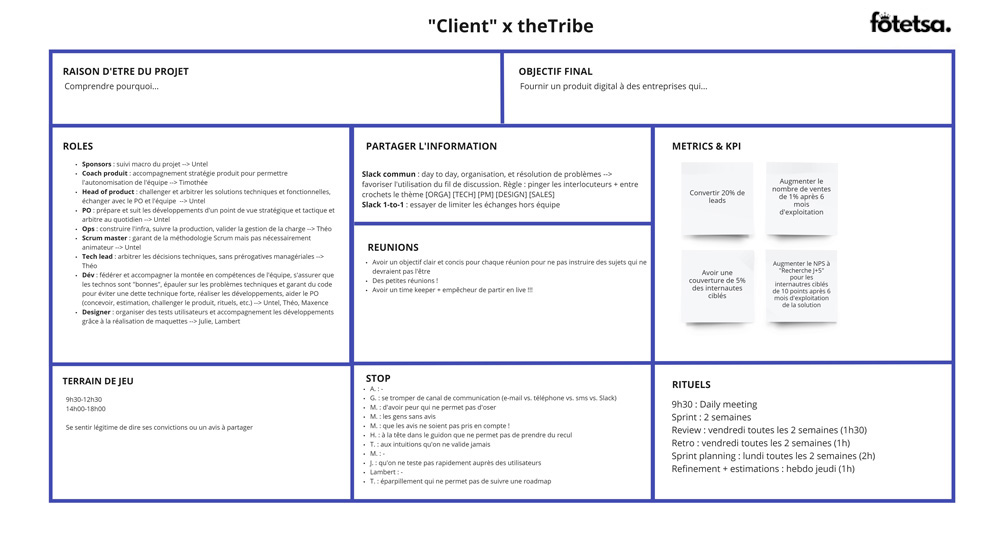 "Client" x theTribe
fötetsa.
RAISON D'ETRE DU PROJET
Comprendre pourquoi...
OBJECTIF FINAL
Fournir un produit digital à des entreprises qui...
ROLES
• Sponsors : suivi macro du projet --> Untel
• Coach produit : accompagnement stratégie produit pour permettre
l'autonomisation de l'équipe --> Timothée
• Head of product : challenger et arbitrer les solutions techniques et fonctionnelles,
échanger avec le PO et l'équipe --> Untel
• PO : prépare et suit les développements d'un point de vue stratégique et tactique et
arbitre au quotidien --> Untel
• Ops : construire l'infra, suivre la production, valider la gestion de la charge --> Théo
• Scrum master : garant de la méthodologie Scrum mais pas nécessairement
animateur --> Untel
• Tech lead : arbitrer les décisions techniques, sans prérogatives managériales -->
Théo
• Dév : fédérer et accompagner la montée en compétences de l'équipe, s'assurer que
les technos sont "bonnes", épauler sur les problèmes techniques et garant du code
pour éviter une dette technique forte, réaliser les développements, aider le PO
(concevoir, estimation, challenger le produit, rituels, etc.) --> Untel, Théo, Maxence
• Designer : organiser des tests utilisateurs et accompagnement les développements
grâce à la réalisation de maquettes --> Julie, Lambert
PARTAGER L'INFORMATION
Slack commun : day to day, organisation, et résolution de problèmes -->
favoriser l'utilisation du fil de discussion. Règle : pinger les interlocuteurs + entre
crochets le thème [ORGA] [TECH] [PM] [DESIGN] [SALES]
Slack 1-to-1 : essayer de limiter les échanges hors équipe
REUNIONS
• Avoir un objectif clair et concis pour chaque réunion pour ne pas instruire des sujets qui ne
devraient pas l'être
• Des petites réunions !
• Avoir un time keeper + empêcheur de partir en live !!!
METRICS & KPI
Convertir 20% de
leads
Augmenter le
nombre de ventes
de 1% après 6
mois
d'exploitation
Avoir une
couverture de 5%
des internautes
ciblés
Augmenter le NPS à
"Recherche J+5"
pour les
internautres ciblés
de 10 points après 6
mois d'exploitation
de la solution
TERRAIN DE JEU
9h30-12h30
14h00-18h00
Se sentir légitime de dire ses convictions ou un avis à partager
STOP
• A. : -
• G. : se tromper de canal de communication (e-mail vs. téléphone vs. sms vs. Slack)
• M. : d'avoir peur qui ne permet pas d'oser
• M. : les gens sans avis
• M. : que les avis ne soient pas pris en compte !
• H. : à la tête dans le guidon que ne permet pas de prendre du recul
• T. : aux intuitions qu'on ne valide jamais
• M. : -
• J. : qu'on ne teste pas rapidement auprès des utilisateurs
• Lambert : -
• T. : éparpillement qui ne permet pas de suivre une roadmap
RITUELS
9h30 : Daily meeting
Sprint : 2 semaines
Review : vendredi toutes les 2 semaines (1h30)
Retro : vendredi toutes les 2 semaines (1h)
Sprint planning : lundi toutes les 2 semaines (2h)
Refinement + estimations : hebdo jeudi (1h)